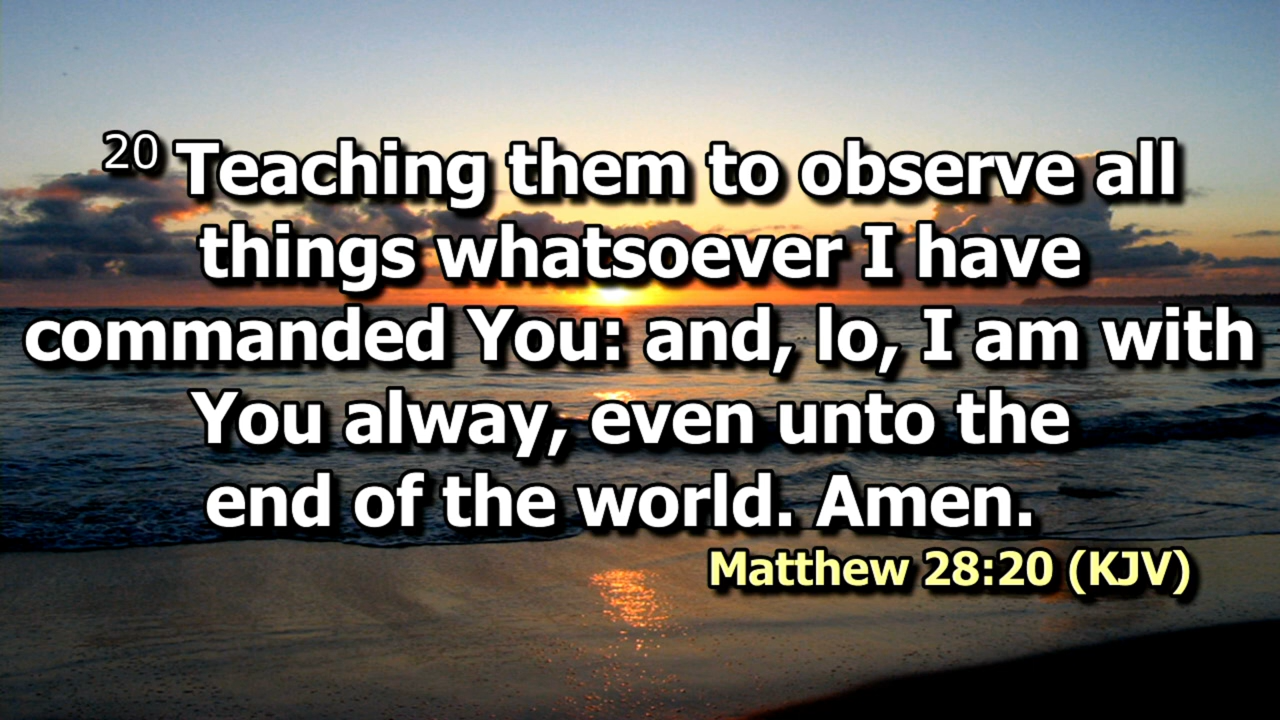 20 Teaching them to observe all
things whatsoever I have
commanded You: and, lo, I am with
You alway, even unto the
end of the world. Amen.
Matthew 28:20 (KJV)